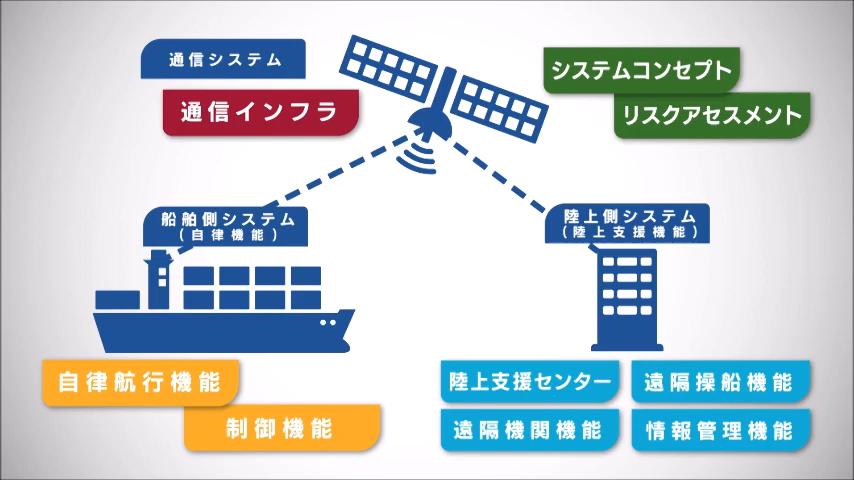 通信システム
通信インフラ
システムコンセプト
リスクアセスメント
船舶側システム
(自律機能)
陸上側システム
(陸上支援機能)
自律航行機能
制御機能
陸上支援センター
遠隔操船機能
遠隔機関機能
情報管理機能